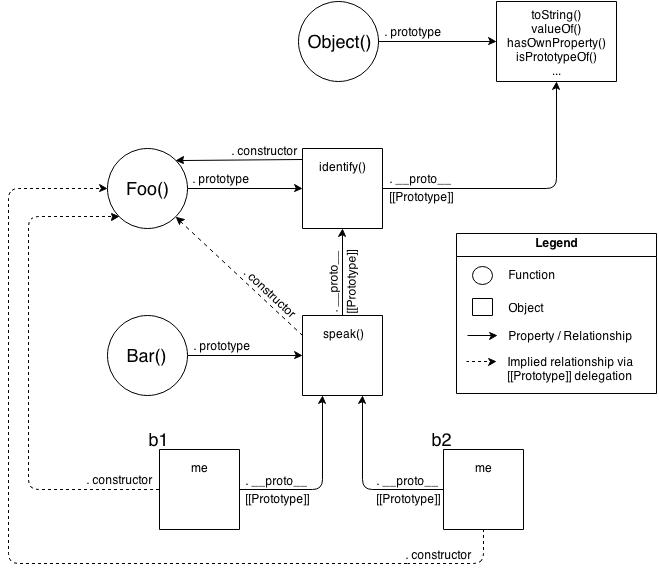 Object()
. prototype
toString()
valueOf()
hasOwnProperty()
isPrototypeOf()
...
. constructor
Foo()
. prototype
identify()
. __proto__
[[Prototype]]
. constructor
. __proto__
[[Prototype]]
Bar()
. prototype
speak()
Legend
Function
Object
Property / Relationship
Implied relationship via
[[Prototype]] delegation
b1
me
. constructor
. __proto__
[[Prototype]]
b2
me
. __proto__
[[Prototype]]
. constructor